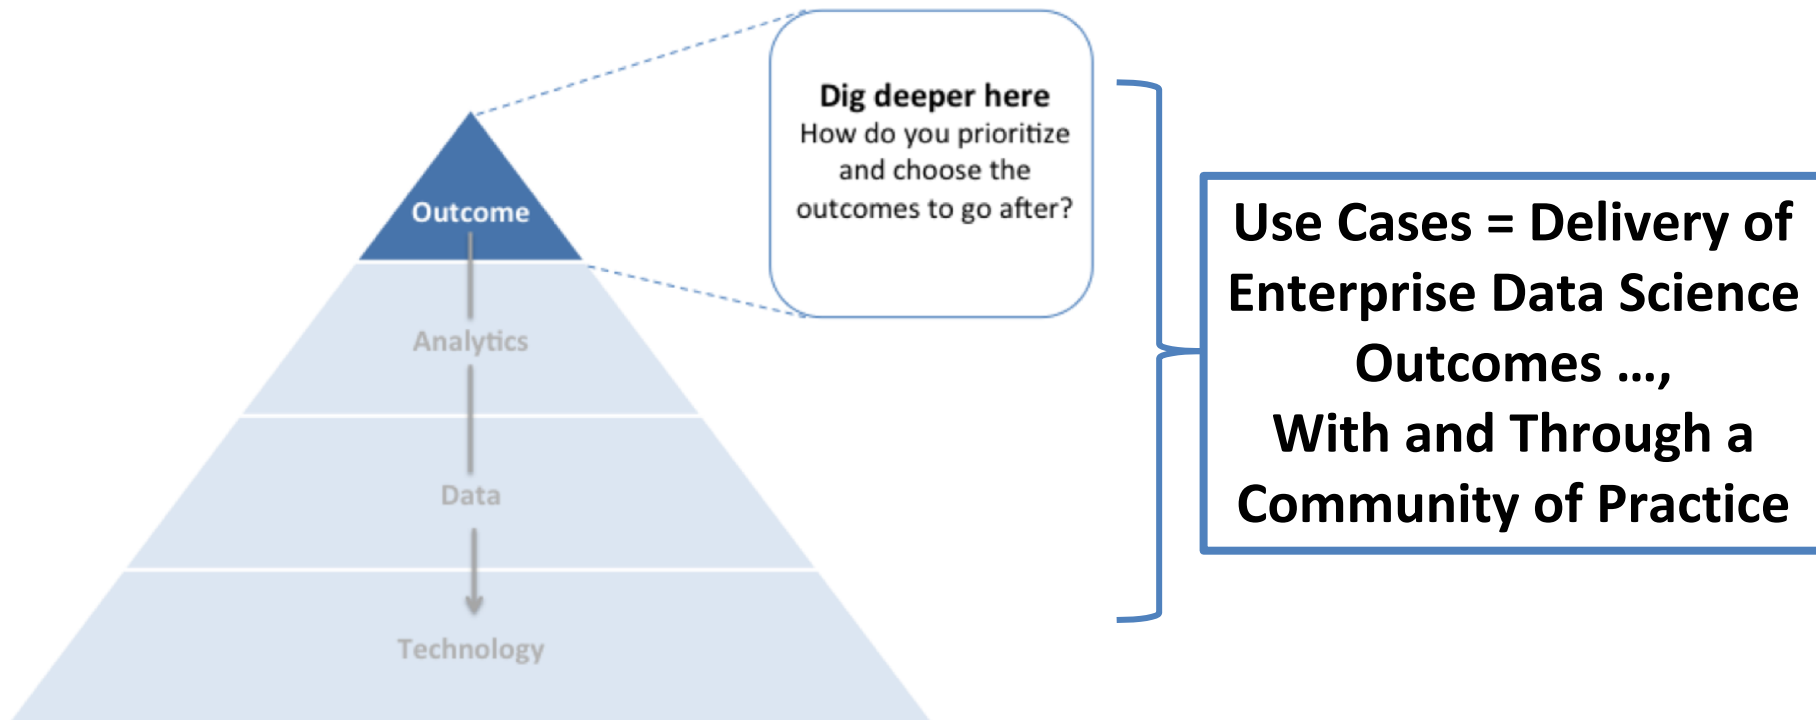 Dig deeper here
How do you prioritize
and choose the
outcomes to go after?
Outcome
Analytics
Data
Technology
Use Cases = Delivery of
Enterprise Data Science
Outcomes …,
With and Through a
Community of Practice